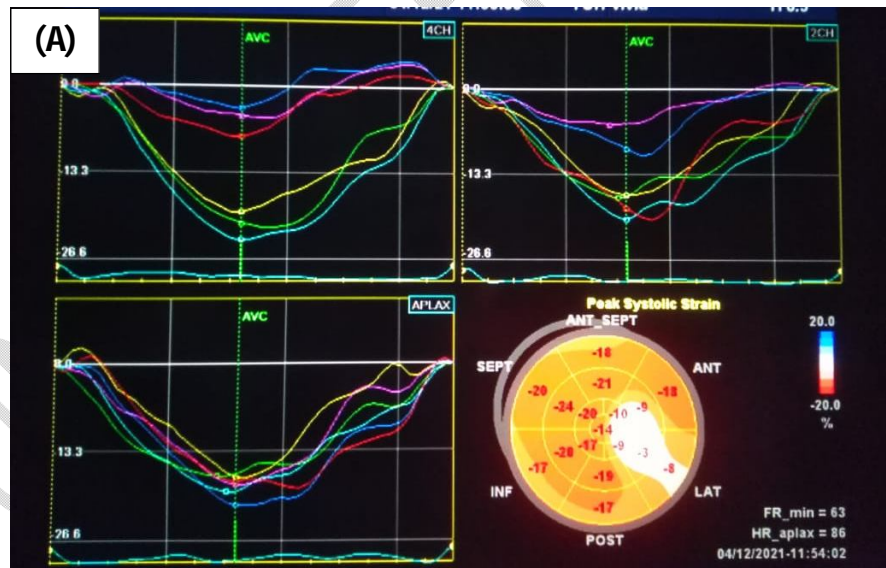 (A)
4CH
AVC
0.0
-13.3
-26.6
2CH
AVC
0.0
-13.3
-26.6
APLAX
AVC
-13.3
26.6
Peak Systolic Strain
ANT_SEPT
SEPT
ANT
INF
LAT
POST
-18
-20
-21
-18
-24
-20
-10
-9
-14
-17
-9
-3
-20
-17
-19
-8
-17
20.0
-20.0
%
FR_min = 63
HR_aplax = 86
04/12/2021-11:54:02